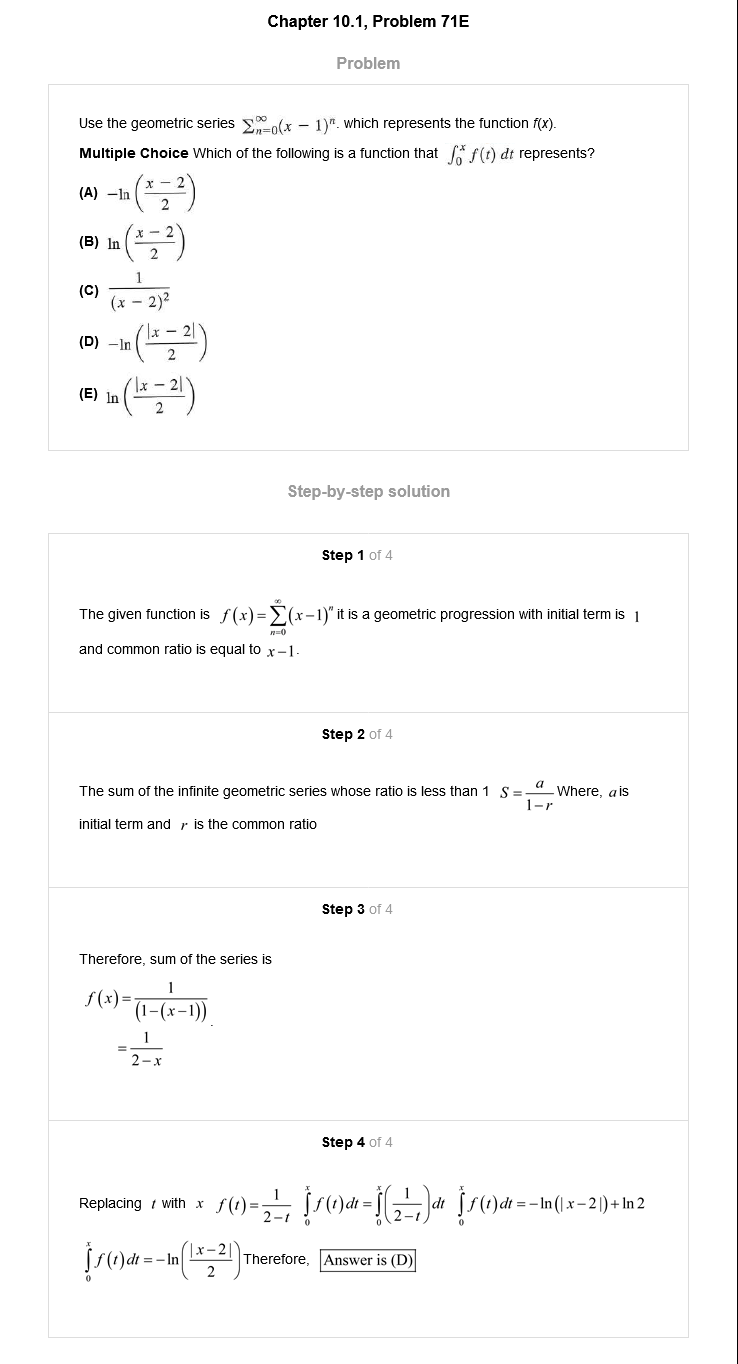 Chapter 10.1, Problem 71E
Problem
Use the geometric series $\sum_{n=0}^{\infty}(x-1)^n$. which represents the function f(x).
Multiple Choice Which of the following is a function that $\int_0^x f(t)\,dt$ represents?
(A) $-\ln\left(\frac{x-2}{2}\right)$
(B) $\ln\left(\frac{x-2}{2}\right)$
(C) $\frac{1}{(x-2)^2}$
(D) $-\ln\left(\frac{|x-2|}{2}\right)$
(E) $\ln\left(\frac{|x-2|}{2}\right)$
Step-by-step solution
Step 1 of 4
The given function is $f(x)=\sum_{n=0}^{\infty}(x-1)^n$ it is a geometric progression with initial term is 1
and common ratio is equal to $x-1$.
Step 2 of 4
The sum of the infinite geometric series whose ratio is less than 1 $S=\frac{a}{1-r}$ Where, $a$ is
initial term and $r$ is the common ratio
Step 3 of 4
Therefore, sum of the series is
$f(x)=\frac{1}{(1-(x-1))}$.
$=\frac{1}{2-x}$
Step 4 of 4
Replacing $t$ with $x$ $f(t)=\frac{1}{2-t}$ $\int_0^x f(t)\,dt=\int_0^x\left(\frac{1}{2-t}\right)dt$ $\int_0^x f(t)\,dt=-\ln(|x-2|)+\ln 2$
$\int_0^x f(t)\,dt=-\ln\left(\frac{|x-2|}{2}\right)$ Therefore, Answer is (D)